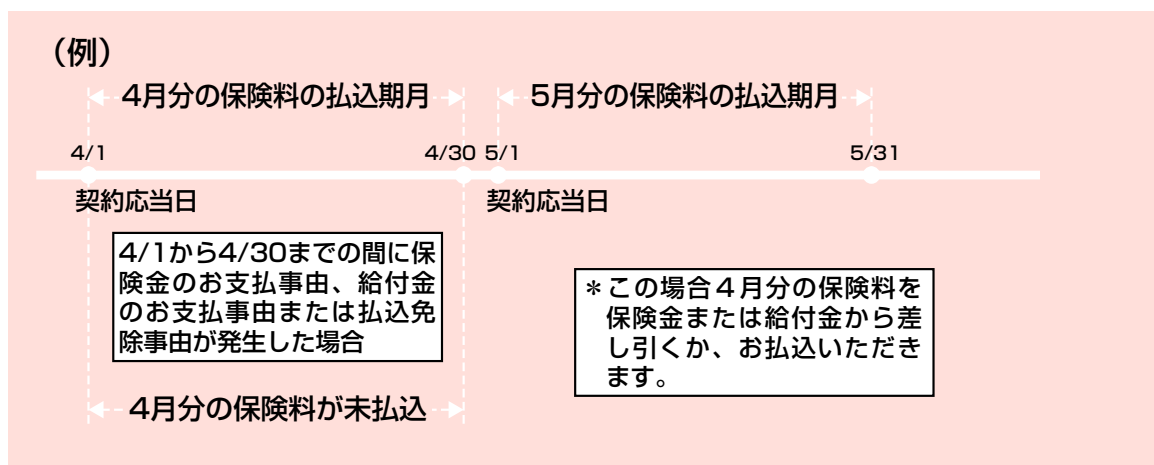 （例）
4月分の保険料の払込期月
5月分の保険料の払込期月
4/1
4/30
5/1
5/31
契約応当日
契約応当日
4/1から4/30までの間に保
険金のお支払事由、給付金
のお支払事由または払込免
除事由が発生した場合
＊この場合４月分の保険料を
保険金または給付金から差
し引くか、お払込いただき
ます。
4月分の保険料が未払込